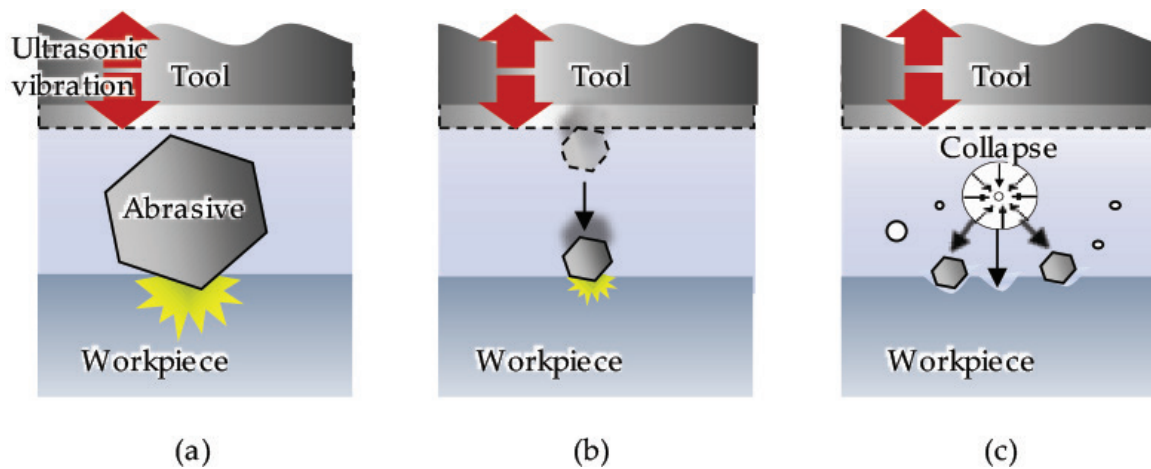 Ultrasonic
vibration
Tool
Abrasive
Workpiece
(a)
Tool
Workpiece
(b)
Tool
Collapse
Workpiece
(c)